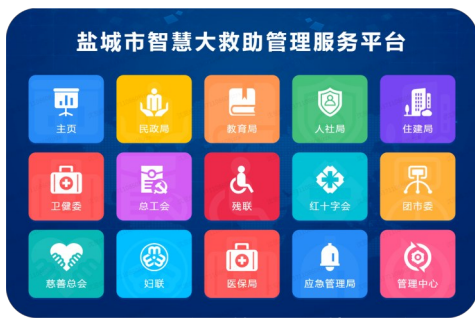 盐城市智慧大救助管理服务平台
主页
民政局
教育局
人社局
住建局
卫健委
总工会
残联
红十字会
团市委
慈善总会
妇联
医保局
应急管理局
管理中心